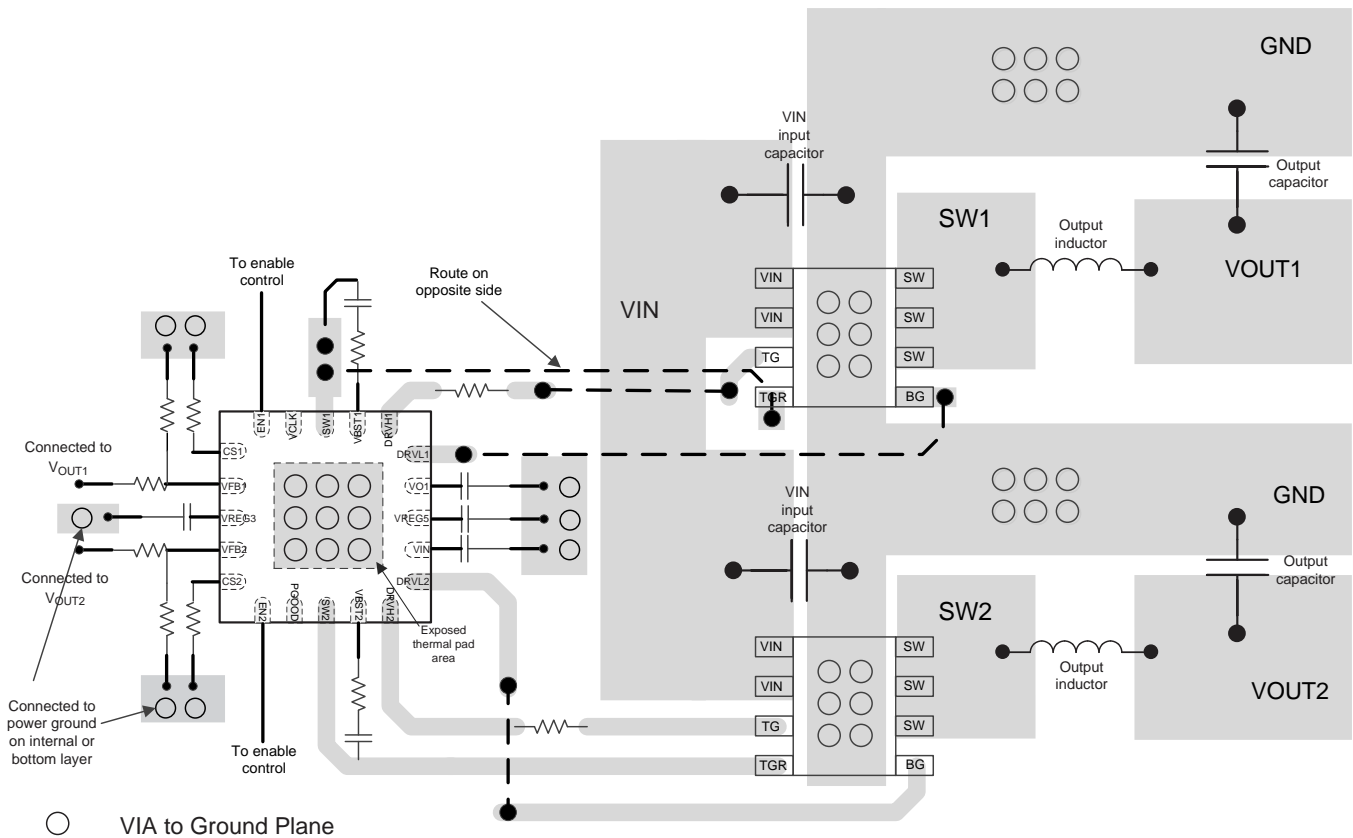 GND
VIN
input
capacitor
Output
capacitor
SW1
Output
inductor
VOUT1
To enable
control
Route on
opposite side
VIN
VIN
VIN
TG
TGR
SW
SW
SW
BG
EN1
VCLK
SW1
VBST1
DRVH1
Connected to
VOUT1
CS1
VFB1
VREG3
VFB2
CS2
DRVL1
VO1
VREG5
VIN
DRVL2
Connected to
VOUT2
EN2
PGOOD
SW2
VBST2
DRVH2
Exposed
thermal pad
area
VIN
input
capacitor
GND
Output
capacitor
SW2
Output
inductor
VOUT2
VIN
VIN
TG
TGR
SW
SW
SW
BG
Connected to
power ground
on internal or
bottom layer
To enable
control
VIA to Ground Plane